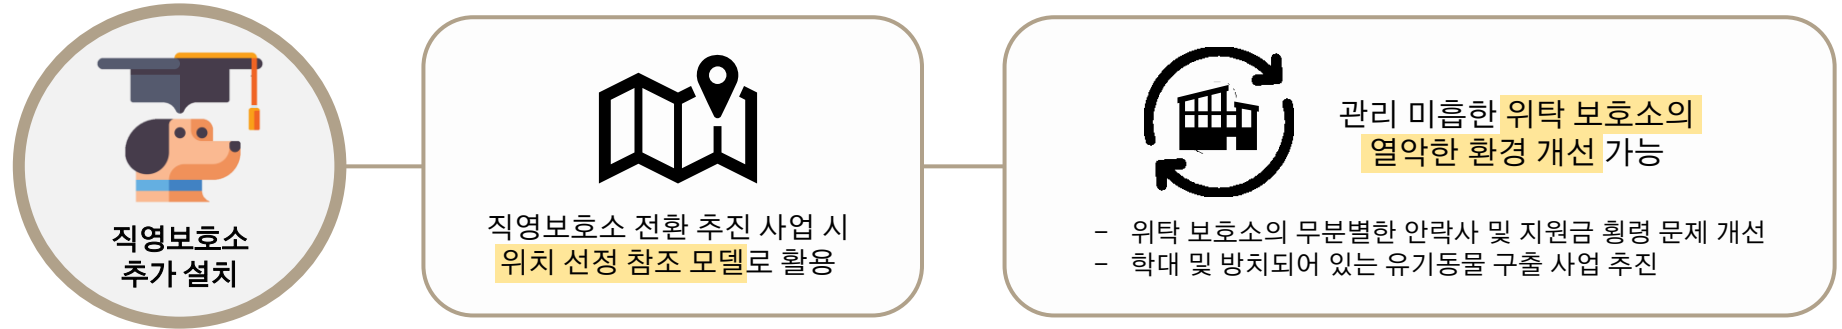 직영보호소
추가 설치
직영보호소 전환 추진 사업 시
위치 선정 참조 모델로 활용
관리 미흡한 위탁 보호소의
열악한 환경 개선 가능
- 위탁 보호소의 무분별한 안락사 및 지원금 횡령 문제 개선
- 학대 및 방치되어 있는 유기동물 구출 사업 추진